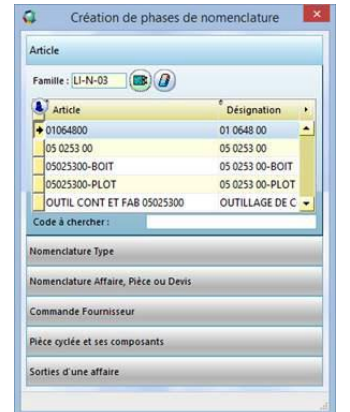 Création de phases de nomenclature
Article
Famille : LI-N-03
Article Désignation
01064800 01 0648 00
05 0253 00 05 0253 00
05025300-BOIT 05 0253 00-BOIT
05025300-PLOT 05 0253 00-PLOT
OUTIL CONT ET FAB 05025300 OUTILLAGE DE C
Code à chercher :
Nomenclature Type
Nomenclature Affaire, Pièce ou Devis
Commande Fournisseur
Pièce cyclée et ses composants
Sorties d'une affaire